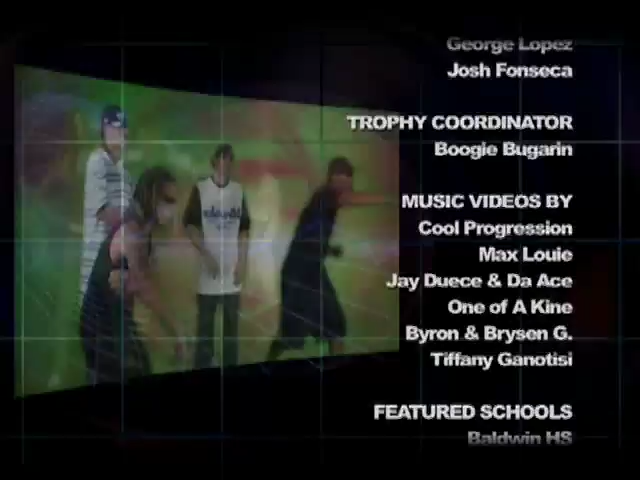 George Lopez
Josh Fonseca
TROPHY COORDINATOR
Boogie Bugarin
MUSIC VIDEOS BY
Cool Progression
Max Louie
Jay Duece & Da Ace
One of A Kine
Byron & Brysen G.
Tiffany Ganotisi
FEATURED SCHOOLS
Baldwin HS